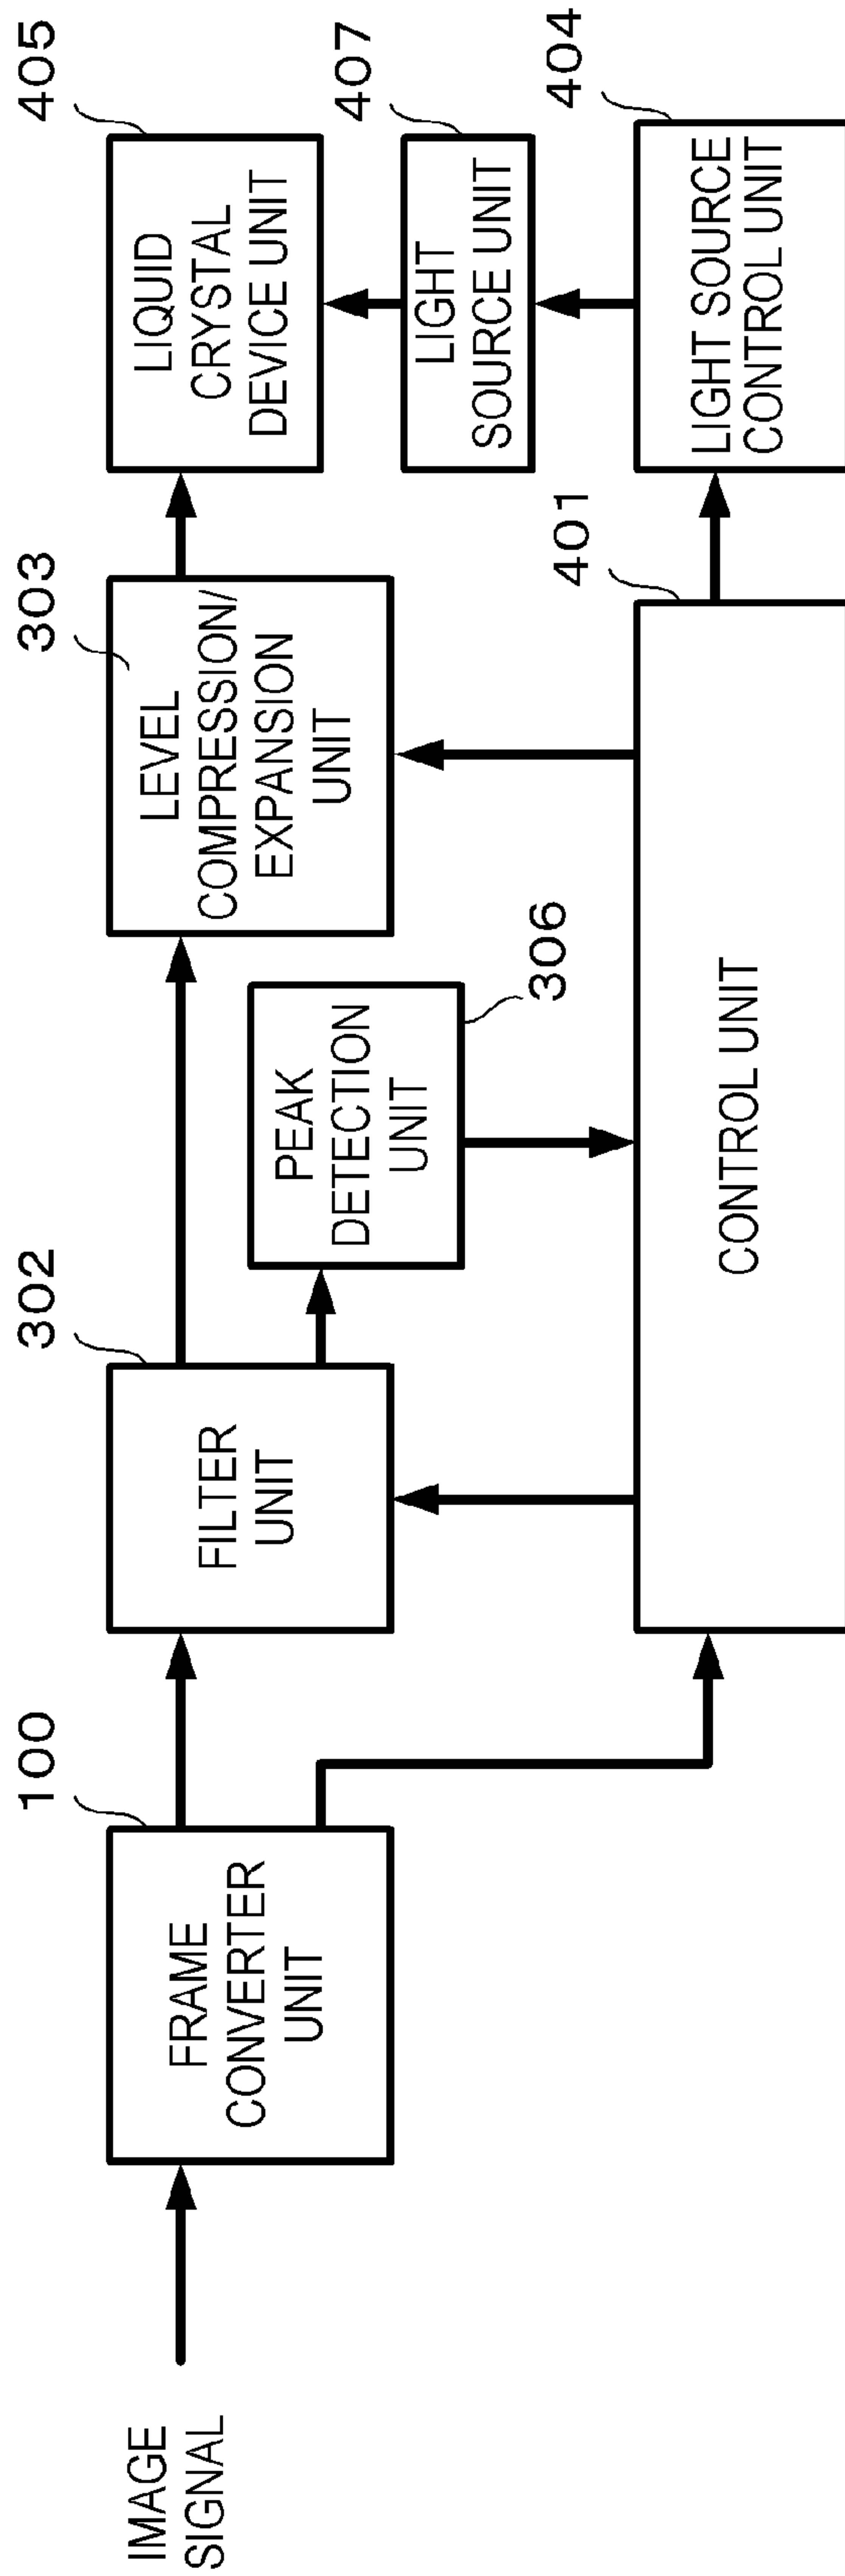 IMAGE
SIGNAL
100
FRAME
CONVERTER
UNIT
302
FILTER
UNIT
PEAK
DETECTION
UNIT
306
303
LEVEL
COMPRESSION/
EXPANSION
UNIT
405
LIQUID
CRYSTAL
DEVICE UNIT
407
LIGHT
SOURCE UNIT
404
LIGHT SOURCE
CONTROL UNIT
401
CONTROL UNIT